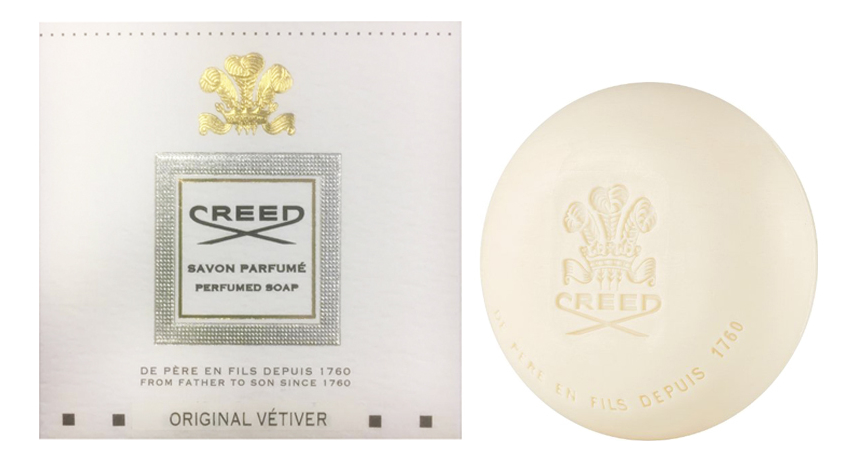 CREED
SAVON PARFUMÉ
PERFUMED SOAP
DE PÈRE EN FILS DEPUIS 1760
FROM FATHER TO SON SINCE 1760
ORIGINAL VÉTIVER
CREED
DE PÈRE EN FILS DEPUIS 1760